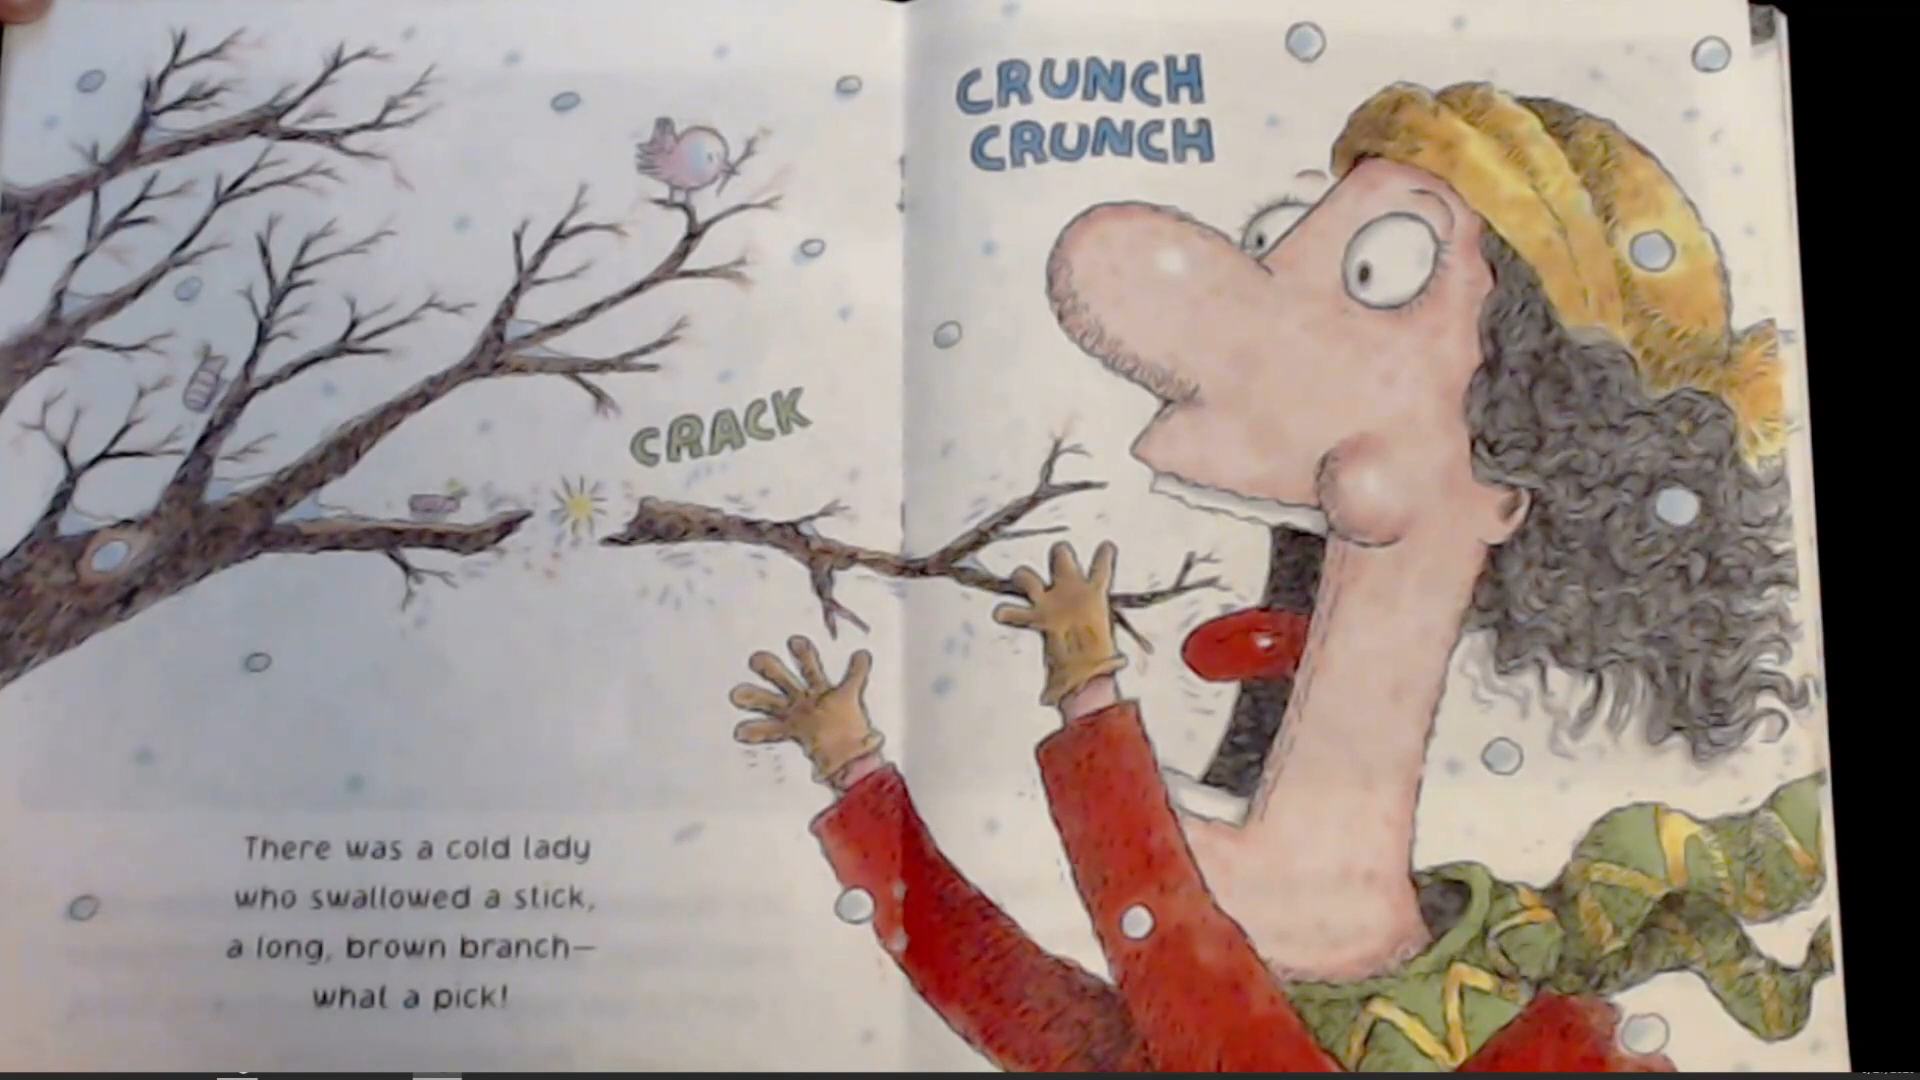 CRUNCH
CRUNCH
CRACK
There was a cold lady
who swallowed a stick,
a long, brown branch—
what a pick!